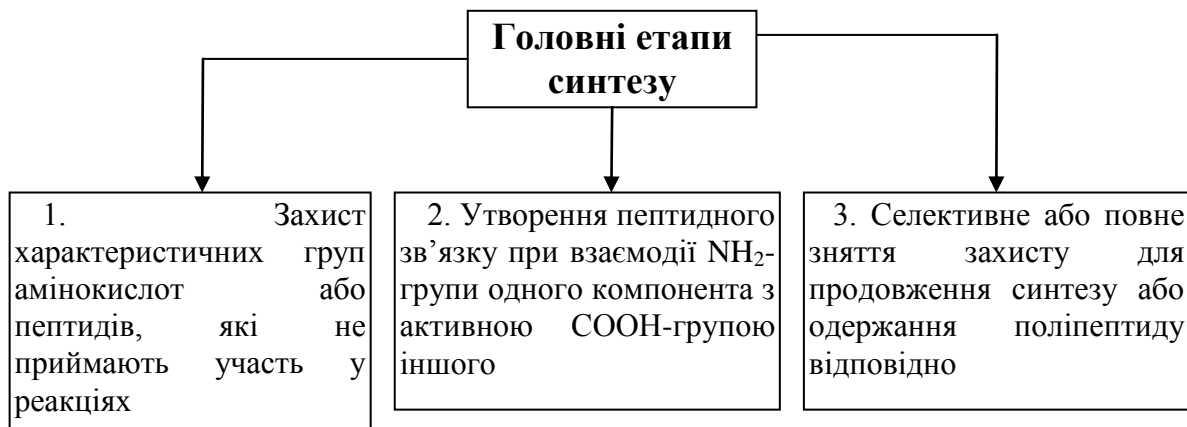 Головні етапи
синтезу
1. Захист
характеристичних груп
амінокислот або
пептидів, які не
приймають участь у
реакціях
2. Утворення пептидного
зв’язку при взаємодії NH₂-
групи одного компонента з
активною COOH-групою
іншого
3. Селективне або повне
зняття захисту для
продовження синтезу або
одержання поліпептиду
відповідно